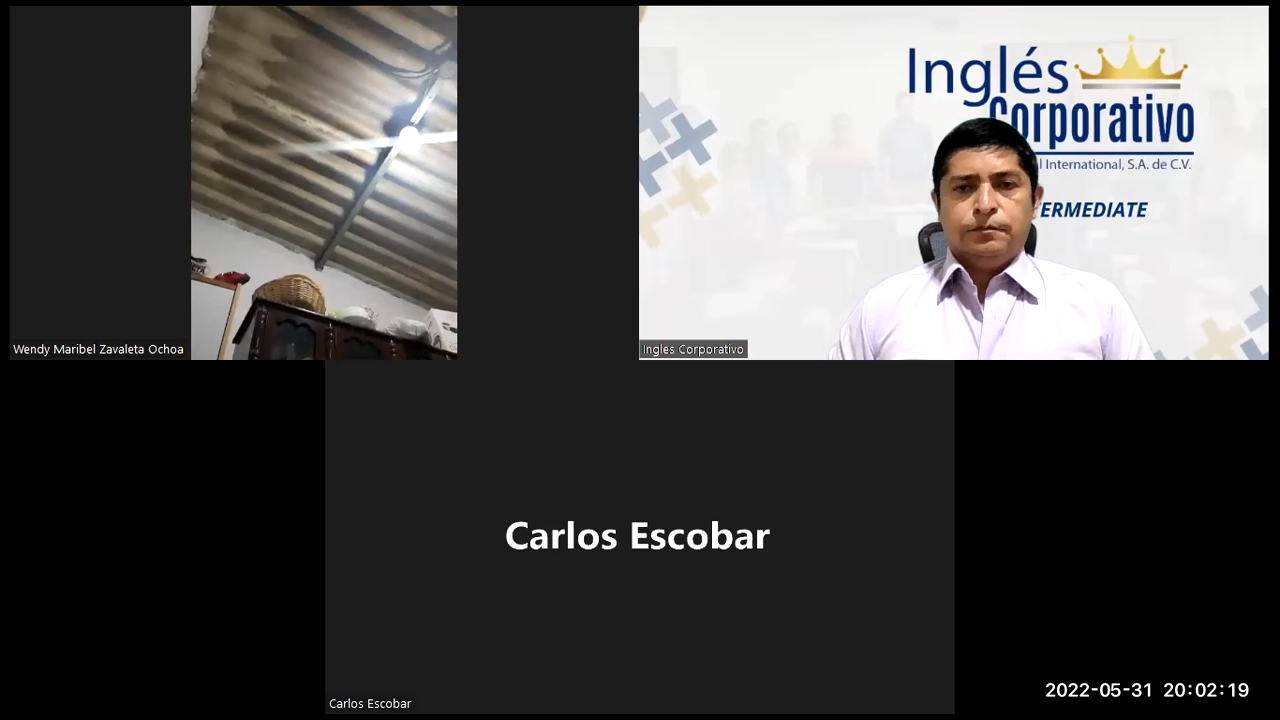 Inglés
Corporativo
l International, S.A. de C.V.
ERMEDIATE
Wendy Maribel Zavaleta Ochoa
Ingles Corporativo
Carlos Escobar
Carlos Escobar
2022-05-31 20:02:19